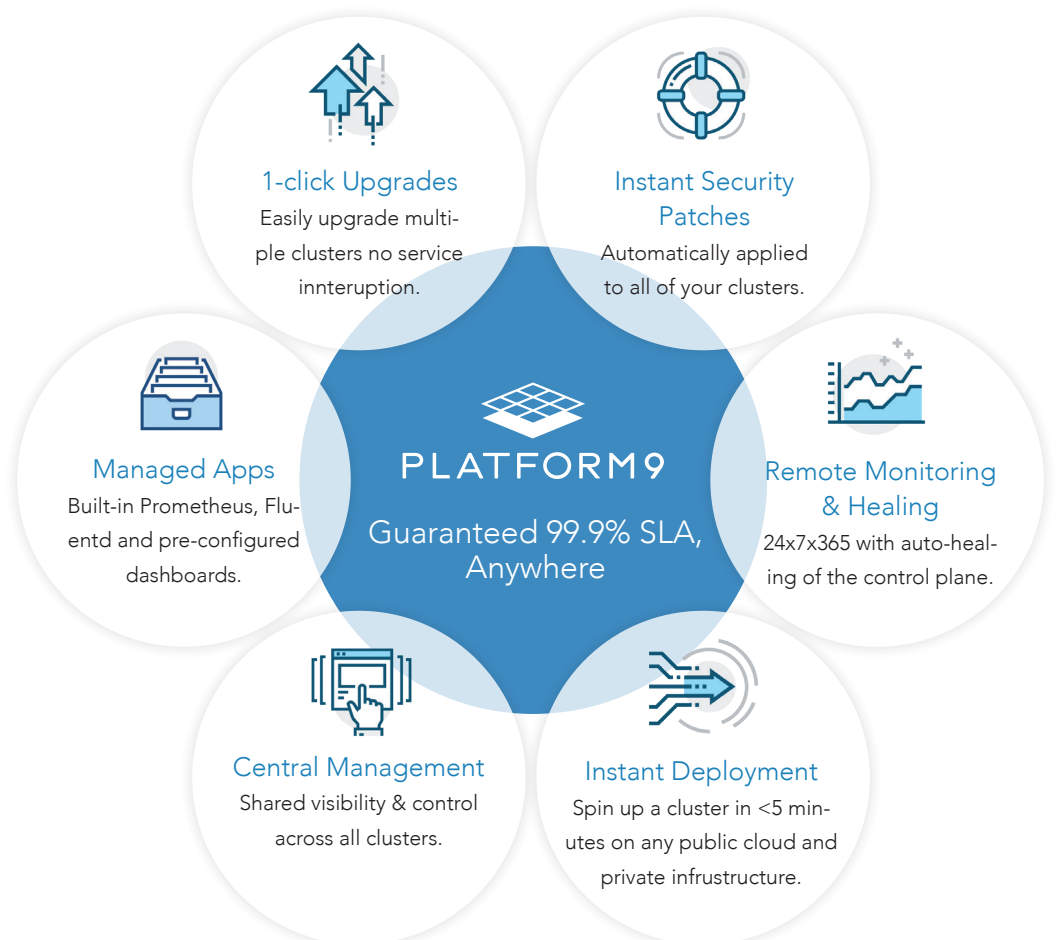 1-click Upgrades
Easily upgrade multi-
ple clusters no service
innteruption.
Instant Security
Patches
Automatically applied
to all of your clusters.
Managed Apps
Built-in Prometheus, Flu-
entd and pre-configured
dashboards.
PLATFORM9
Guaranteed 99.9% SLA,
Anywhere
Remote Monitoring
& Healing
24x7x365 with auto-heal-
ing of the control plane.
Central Management
Shared visibility & control
across all clusters.
Instant Deployment
Spin up a cluster in <5 min-
utes on any public cloud and
private infrustructure.